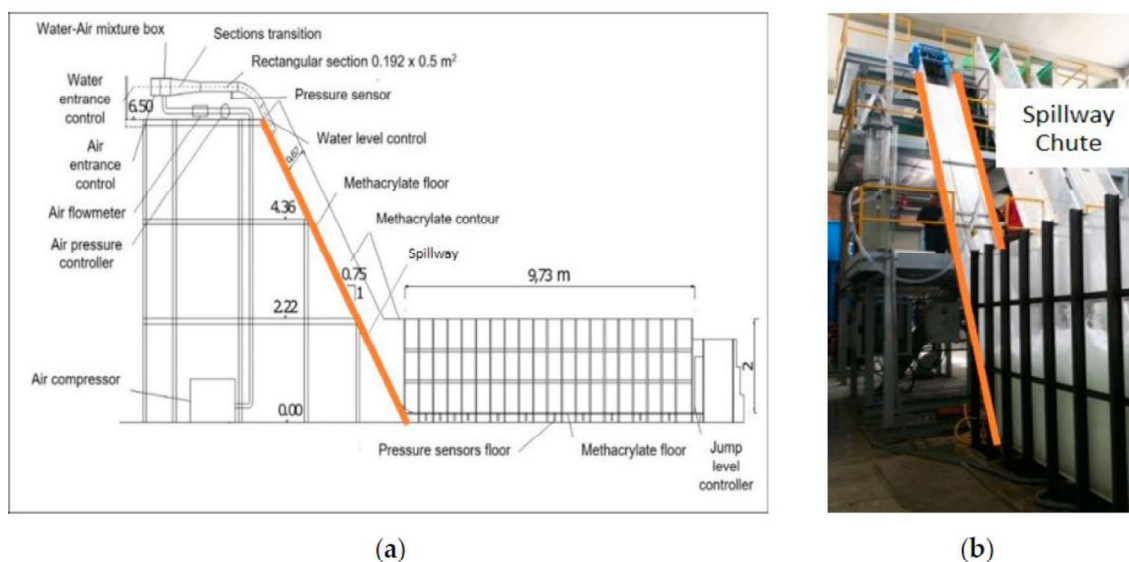 Water-Air mixture box
Sections transition
Rectangular section 0.192 x 0.5 m²
Water
entrance
control
Pressure sensor
6.50
Water level control
Air
entrance
control
0,67
Methacrylate floor
Air flowmeter
4.36
Methacrylate contour
Air pressure
controller
Spillway
0.75
1
9,73 m
2.22
2
Air compressor
0.00
Pressure sensors floor
Methacrylate floor
Jump
level
controller
Spillway
Chute
(a)
(b)